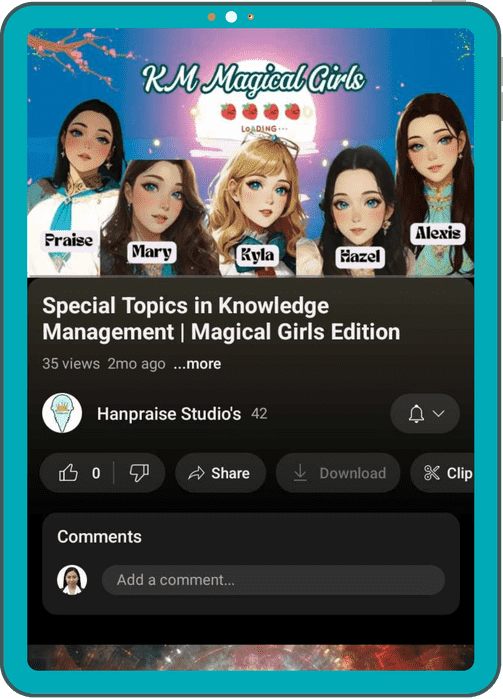 KM Magical Girls
LOADING...
Praise
Mary
Kyla
Hazel
Alexis
Special Topics in Knowledge
Management | Magical Girls Edition
35 views 2mo ago ...more
Hanpraise Studio's 42
0 Share Download Clip
Comments
Add a comment...